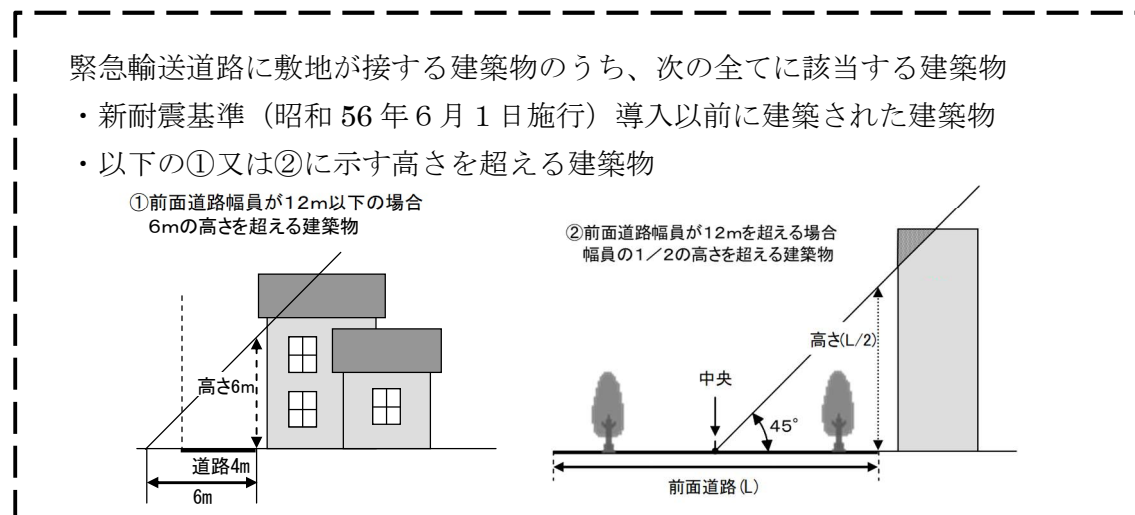 緊急輸送道路に敷地が接する建築物のうち、次の全てに該当する建築物
・新耐震基準（昭和 56 年６月１日施行）導入以前に建築された建築物
・以下の①又は②に示す高さを超える建築物
①前面道路幅員が１２ｍ以下の場合
６ｍの高さを超える建築物
②前面道路幅員が１２ｍを超える場合
幅員の１／２の高さを超える建築物
高さ6m
道路4m
6m
高さ(L/2)
中央
45°
前面道路(L)